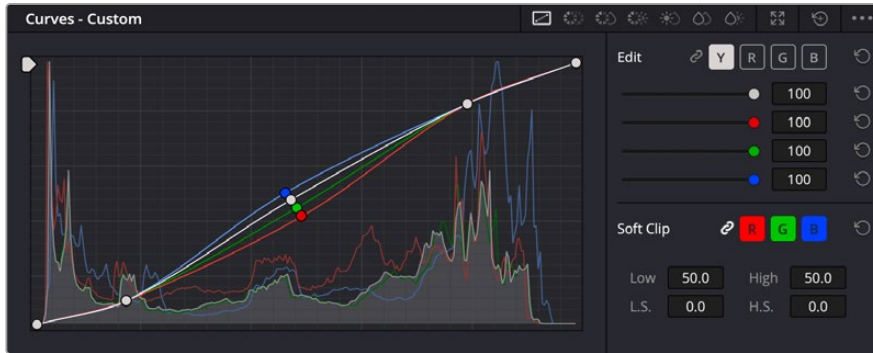 Curves - Custom
Edit Y R G B
100
100
100
100
Soft Clip R G B
Low 50.0 High 50.0
L.S. 0.0 H.S. 0.0